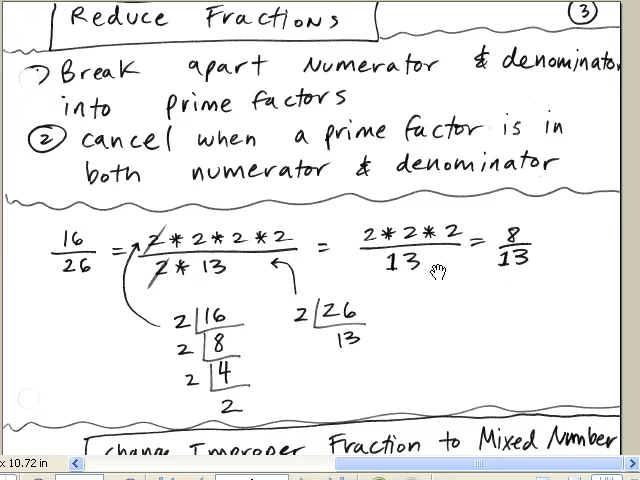 Reduce Fractions
3
1) Break apart Numerator & denominator
into prime factors
2 cancel when a prime factor is in
both numerator & denominator
16/26 = 2 * 2 * 2 * 2 / 2 * 13 = 2 * 2 * 2 / 13 = 8/13
2 16
2 8
2 4
2
2 26
13
change Improper Fraction to Mixed Number
x 10.72 in